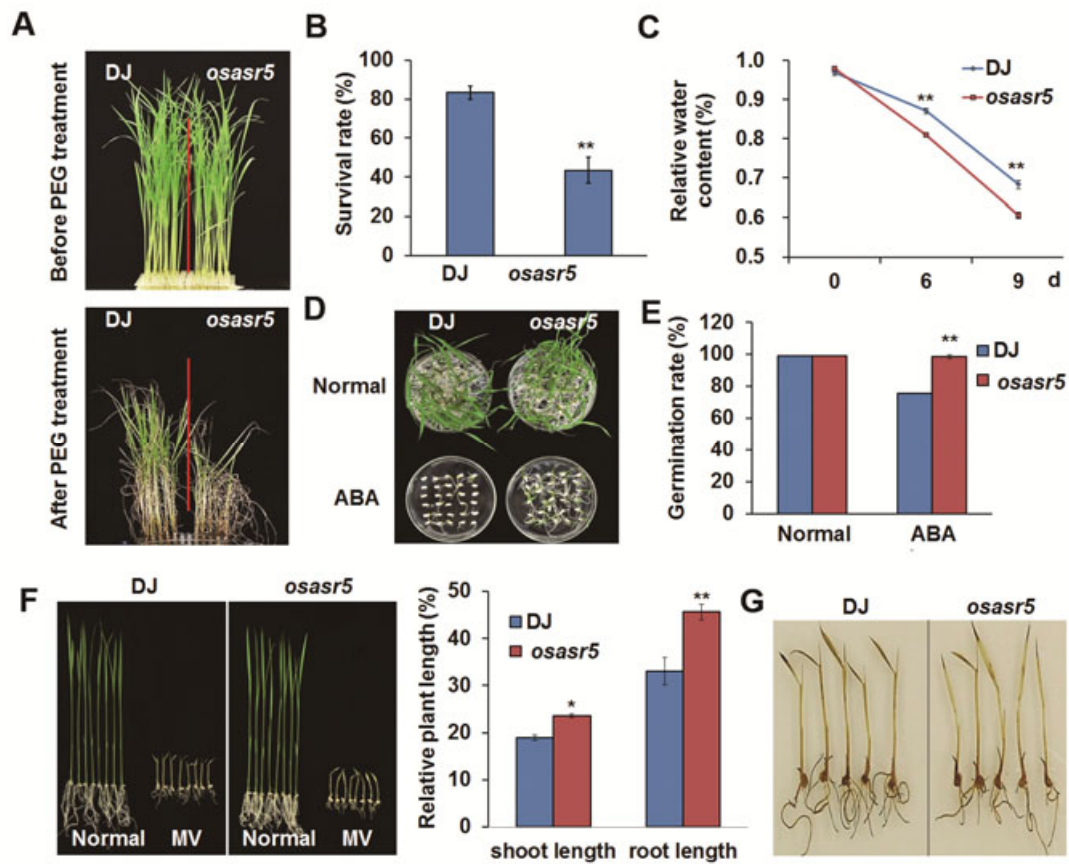 A
DJ osasr5
Before PEG treatment
DJ osasr5
After PEG treatment
B
Survival rate (%)
100
80
60
40
20
0
**
DJ osasr5
C
Relative water
content (%)
1.0
0.9
0.8
0.7
0.6
0.5
**
**
DJ
osasr5
0 6 9 d
D
DJ osasr5
Normal
ABA
E
Germination rate (%)
120
100
80
60
40
20
0
**
DJ
osasr5
Normal ABA
F
DJ osasr5
Normal MV Normal MV
Relative plant length (%)
50
40
30
20
10
0
DJ
osasr5
*
**
shoot length root length
G
DJ osasr5